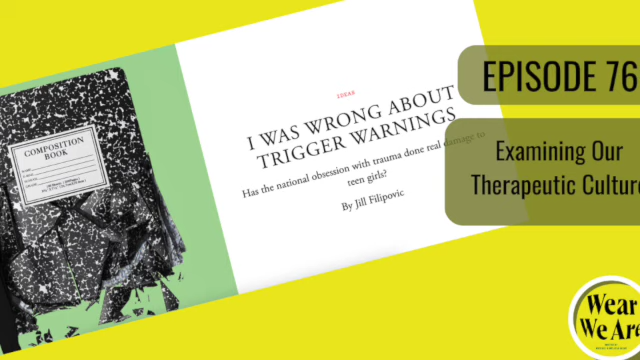 COMPOSITION
BOOK
IDEAS
I WAS WRONG ABOUT
TRIGGER WARNINGS
Has the national obsession with trauma done real damage to
teen girls?
By Jill Filipovic
EPISODE 76
Examining Our
Therapeutic Culture
Wear
We Are